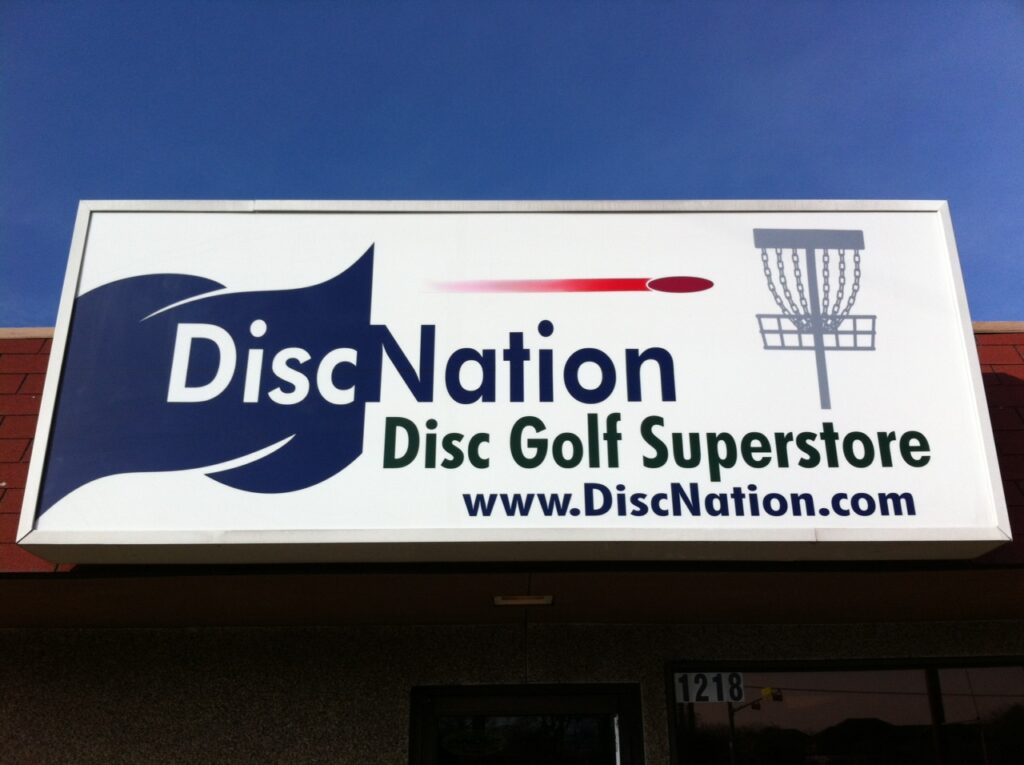 DiscNation
Disc Golf Superstore
www.DiscNation.com
1218